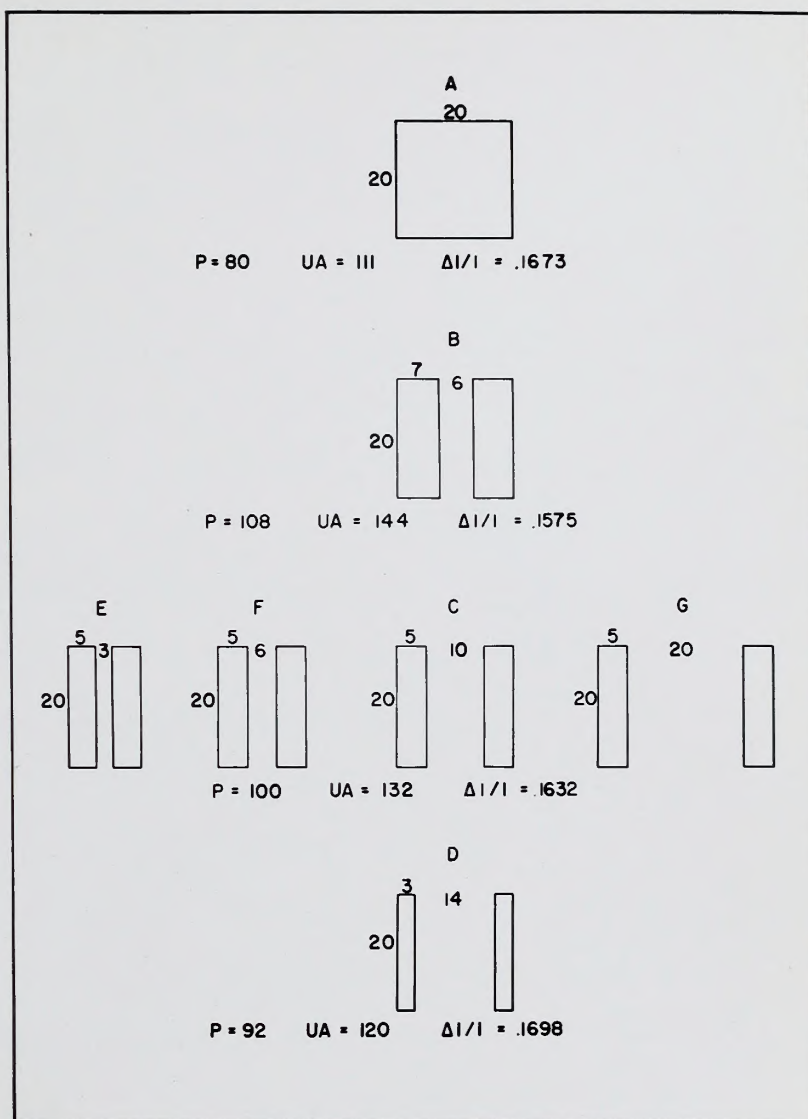 A
20
20
P = 80 UA = 111 ΔI/I = .1673
B
7 6
20
P = 108 UA = 144 ΔI/I = .1575
E F C G
5 3 5 6 5 10 5 20
20 20 20 20
P = 100 UA = 132 ΔI/I = .1632
D
3 14
20
P = 92 UA = 120 ΔI/I = .1698